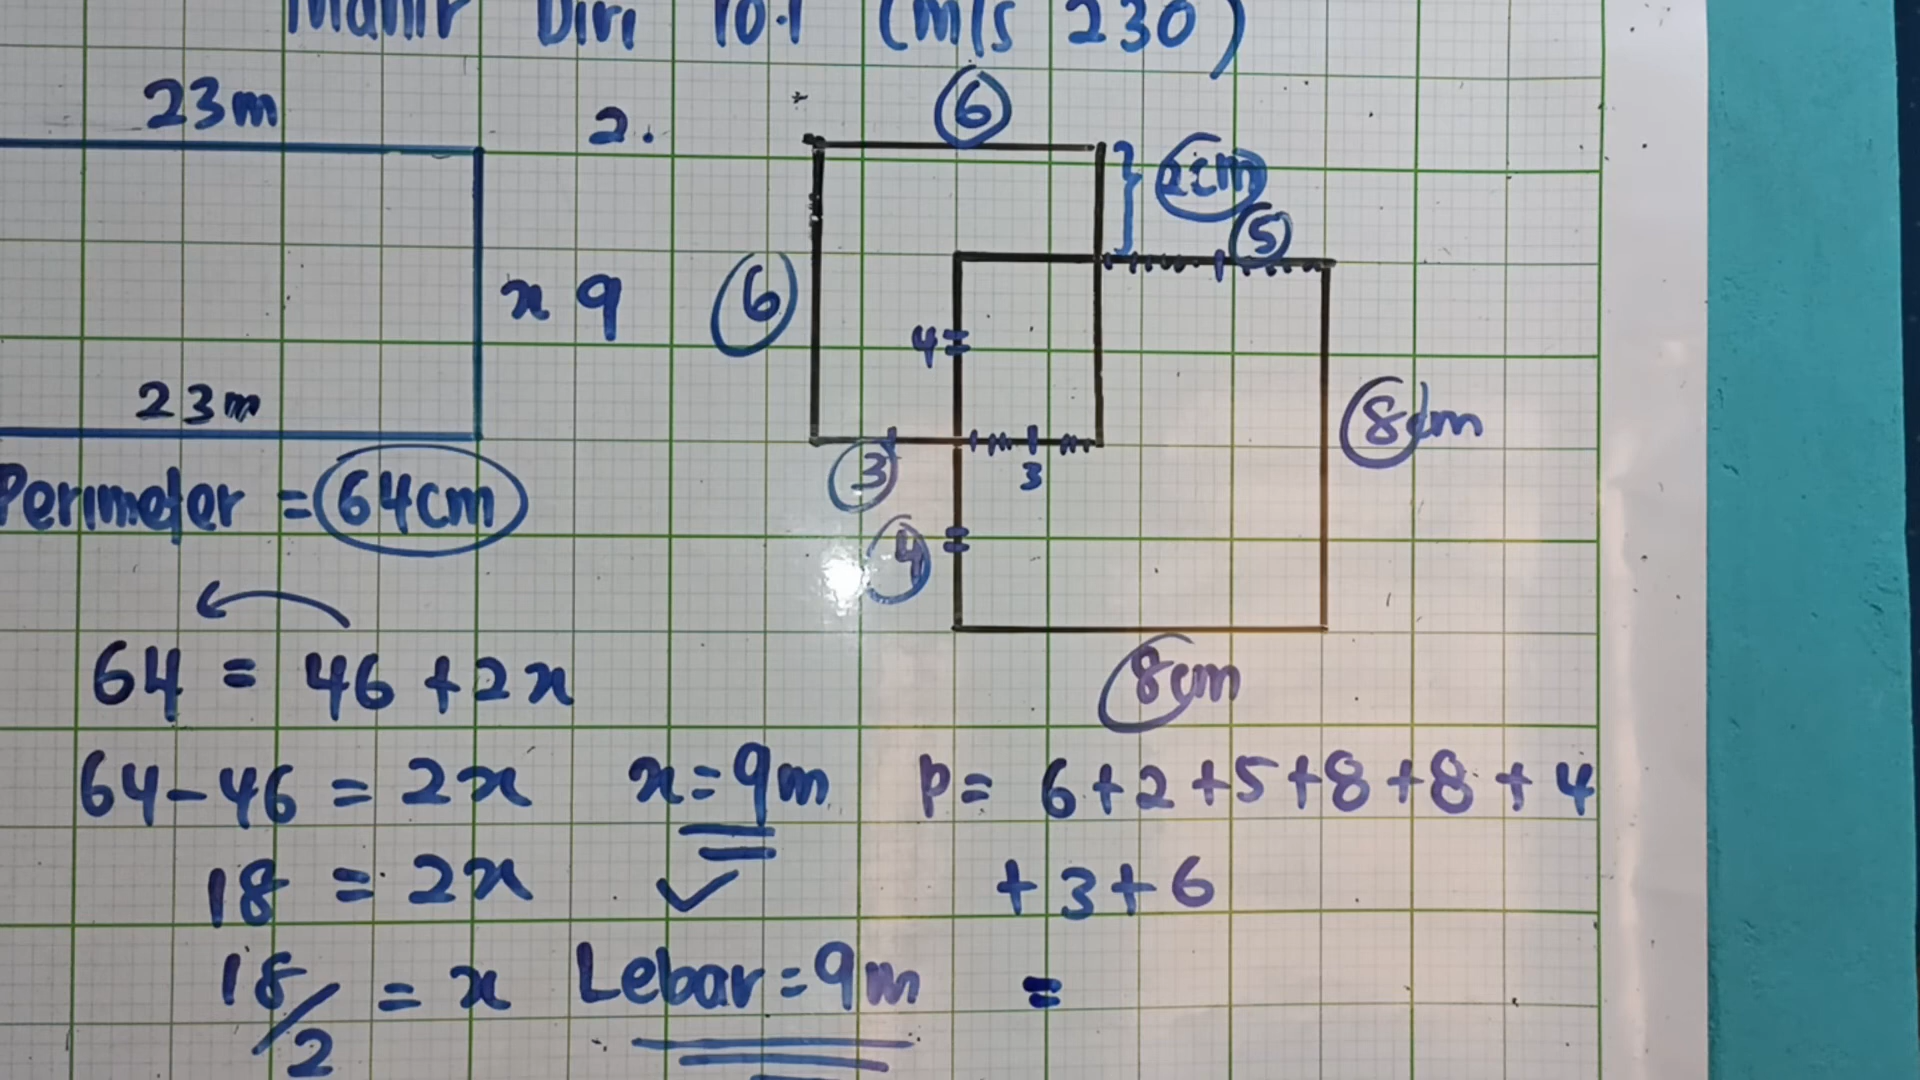 Mahir Diri 10.1 (m/s 230)
23m
x 9
23m
Perimeter = 64cm
64 = 46 + 2x
64 - 46 = 2x
18 = 2x
18/2 = x
x = 9m
Lebar = 9m
2.
6
2cm
5
6
4
8cm
3
3
4
8cm
P = 6 + 2 + 5 + 8 + 8 + 4
+ 3 + 6
=